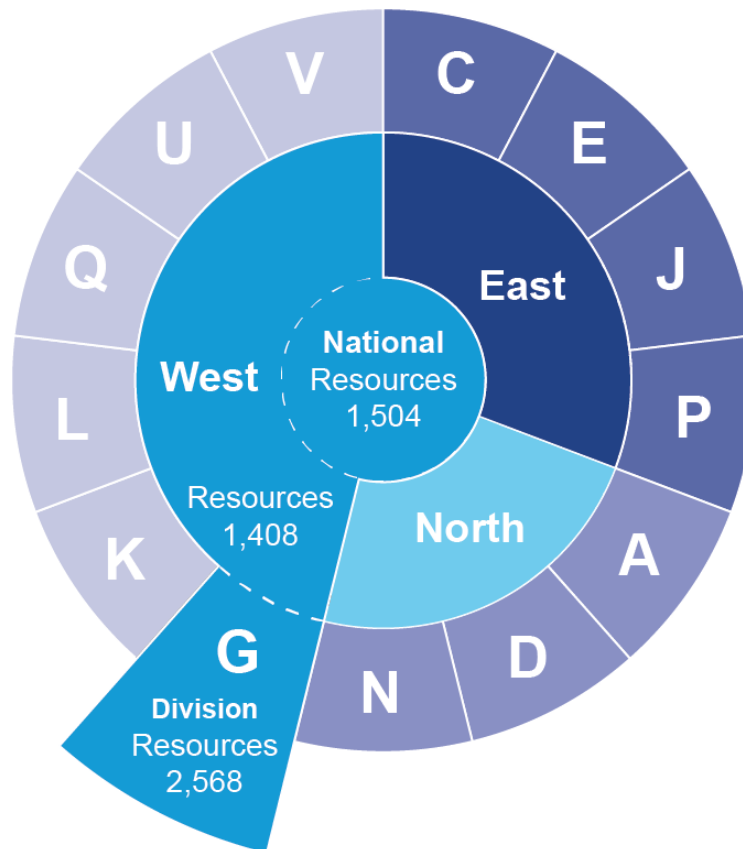 V
C
U
E
Q
J
East
National
Resources
1,504
West
L
P
Resources
1,408
North
K
A
G
D
N
Division
Resources
2,568